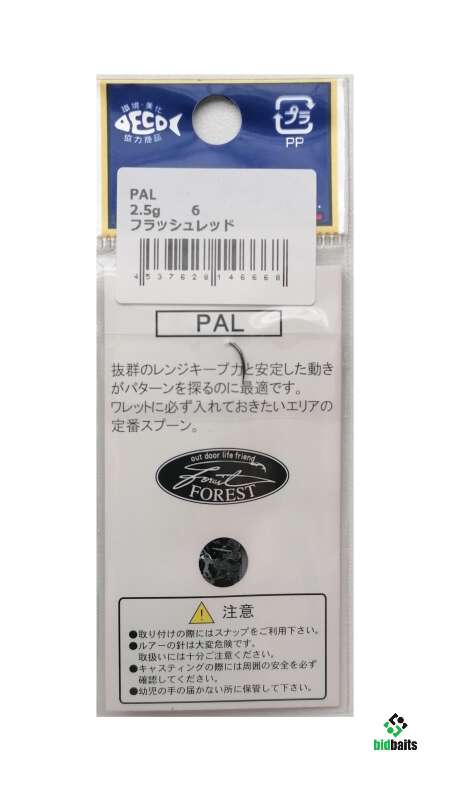 環境・美化
ECO
協力商品
プラ
PP
PAL
2.5g 6
フラッシュレッド
4 537628 146668
PAL
抜群のレンジキープ力と安定した動き
がパターンを探るのに最適です。
ワレットに必ず入れておきたいエリアの
定番スプーン。
out door life friend
Forest
FOREST
注意
●取り付けの際にはスナップをご利用下さい。
●ルアーの針は大変危険です。
取扱いには十分ご注意ください。
●キャスティングの際には周囲の安全を必ず
確認してください。
●幼児の手の届かない所に保管して下さい。
bidbaits